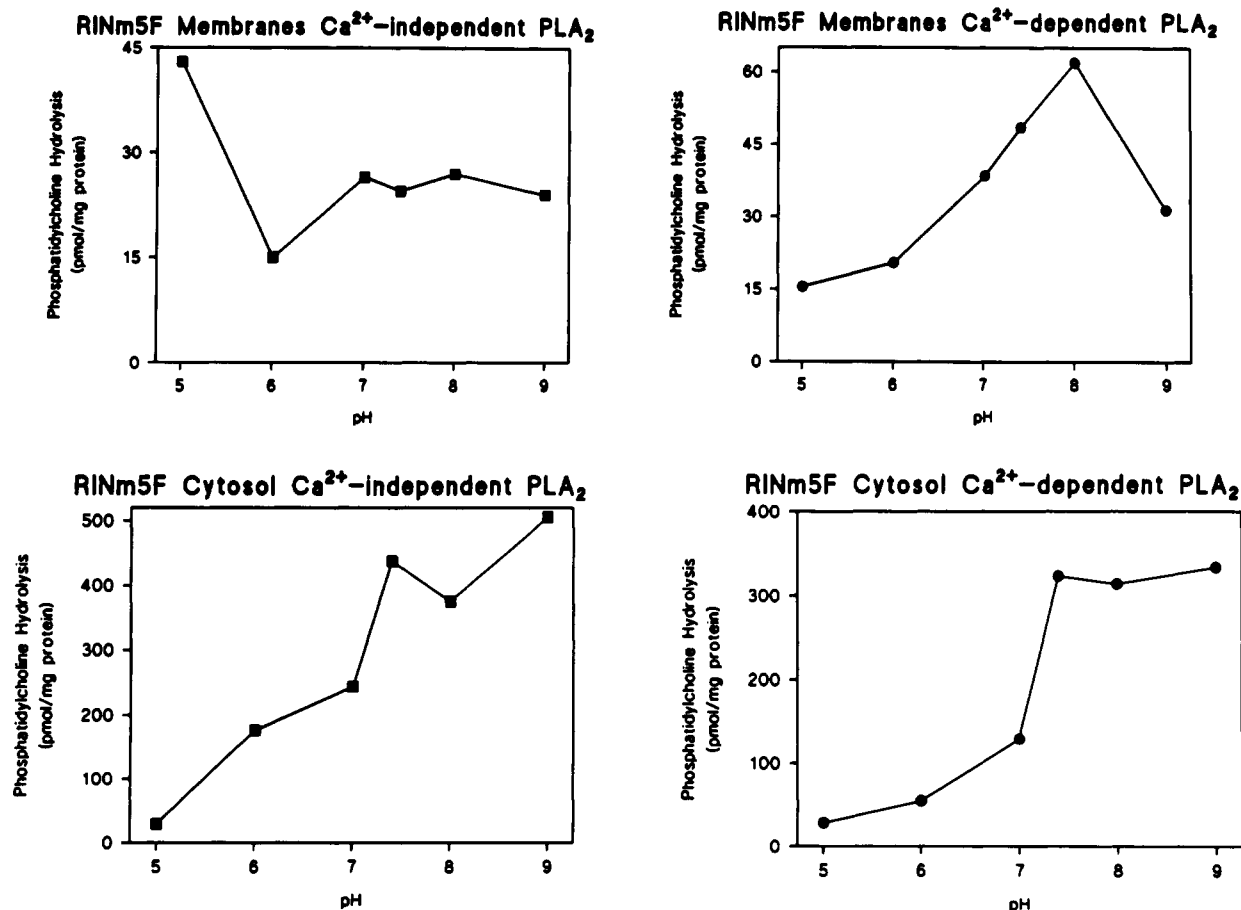 RINm5F Membranes Ca²⁺-independent PLA₂
Phosphatidylcholine Hydrolysis
(pmol/mg protein)
45
30
15
0
5 6 7 8 9
pH
RINm5F Membranes Ca²⁺-dependent PLA₂
Phosphatidylcholine Hydrolysis
(pmol/mg protein)
60
45
30
15
0
5 6 7 8 9
pH
RINm5F Cytosol Ca²⁺-independent PLA₂
Phosphatidylcholine Hydrolysis
(pmol/mg protein)
500
400
300
200
100
0
5 6 7 8 9
pH
RINm5F Cytosol Ca²⁺-dependent PLA₂
Phosphatidylcholine Hydrolysis
(pmol/mg protein)
400
300
200
100
0
5 6 7 8 9
pH